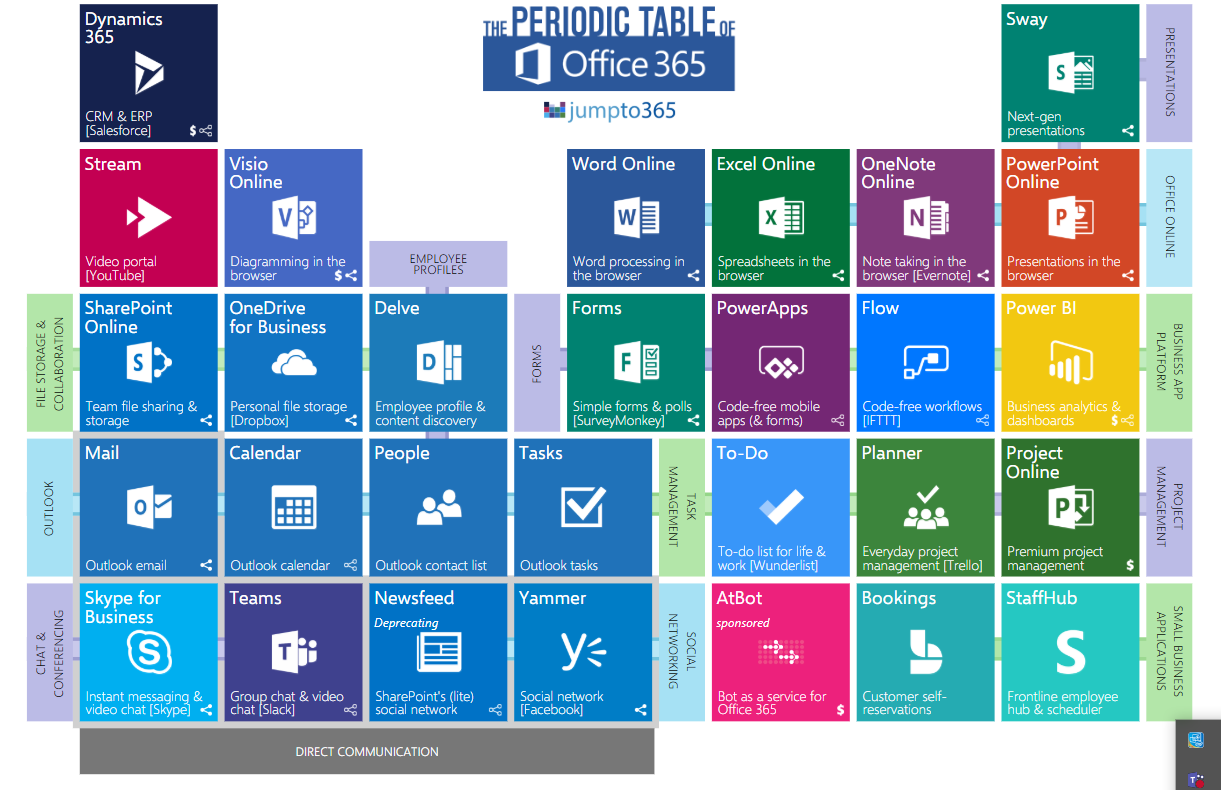 Dynamics
365
CRM & ERP
[Salesforce]
$
THE PERIODIC TABLE OF
Office 365
jumpto365
Sway
S
Next-gen
presentations
PRESENTATIONS
Stream
Video portal
[YouTube]
Visio
Online
V
Diagramming in the
browser
$
EMPLOYEE
PROFILES
Word Online
W
Word processing in
the browser
Excel Online
X
Spreadsheets in the
browser
OneNote
Online
N
Note taking in the
browser [Evernote]
PowerPoint
Online
P
Presentations in the
browser
OFFICE ONLINE
FILE STORAGE &
COLLABORATION
SharePoint
Online
S
Team file sharing &
storage
OneDrive
for Business
Personal file storage
[Dropbox]
Delve
D
Employee profile &
content discovery
FORMS
Forms
F
Simple forms & polls
[SurveyMonkey]
PowerApps
Code-free mobile
apps (& forms)
Flow
Code-free workflows
[IFTTT]
Power BI
Business analytics &
dashboards
$
BUSINESS APP
PLATFORM
OUTLOOK
Mail
O
Outlook email
Calendar
Outlook calendar
People
Outlook contact list
Tasks
Outlook tasks
TASK
MANAGEMENT
To-Do
To-do list for life &
work [Wunderlist]
Planner
Everyday project
management [Trello]
Project
Online
P
Premium project
management
$
PROJECT
MANAGEMENT
CHAT &
CONFERENCING
Skype for
Business
S
Instant messaging &
video chat [Skype]
Teams
T
Group chat & video
chat [Slack]
Newsfeed
Deprecating
SharePoint's (lite)
social network
Yammer
y
Social network
[Facebook]
SOCIAL
NETWORKING
AtBot
sponsored
Bot as a service for
Office 365
$
Bookings
b
Customer self-
reservations
StaffHub
S
Frontline employee
hub & scheduler
SMALL BUSINESS
APPLICATIONS
DIRECT COMMUNICATION
T